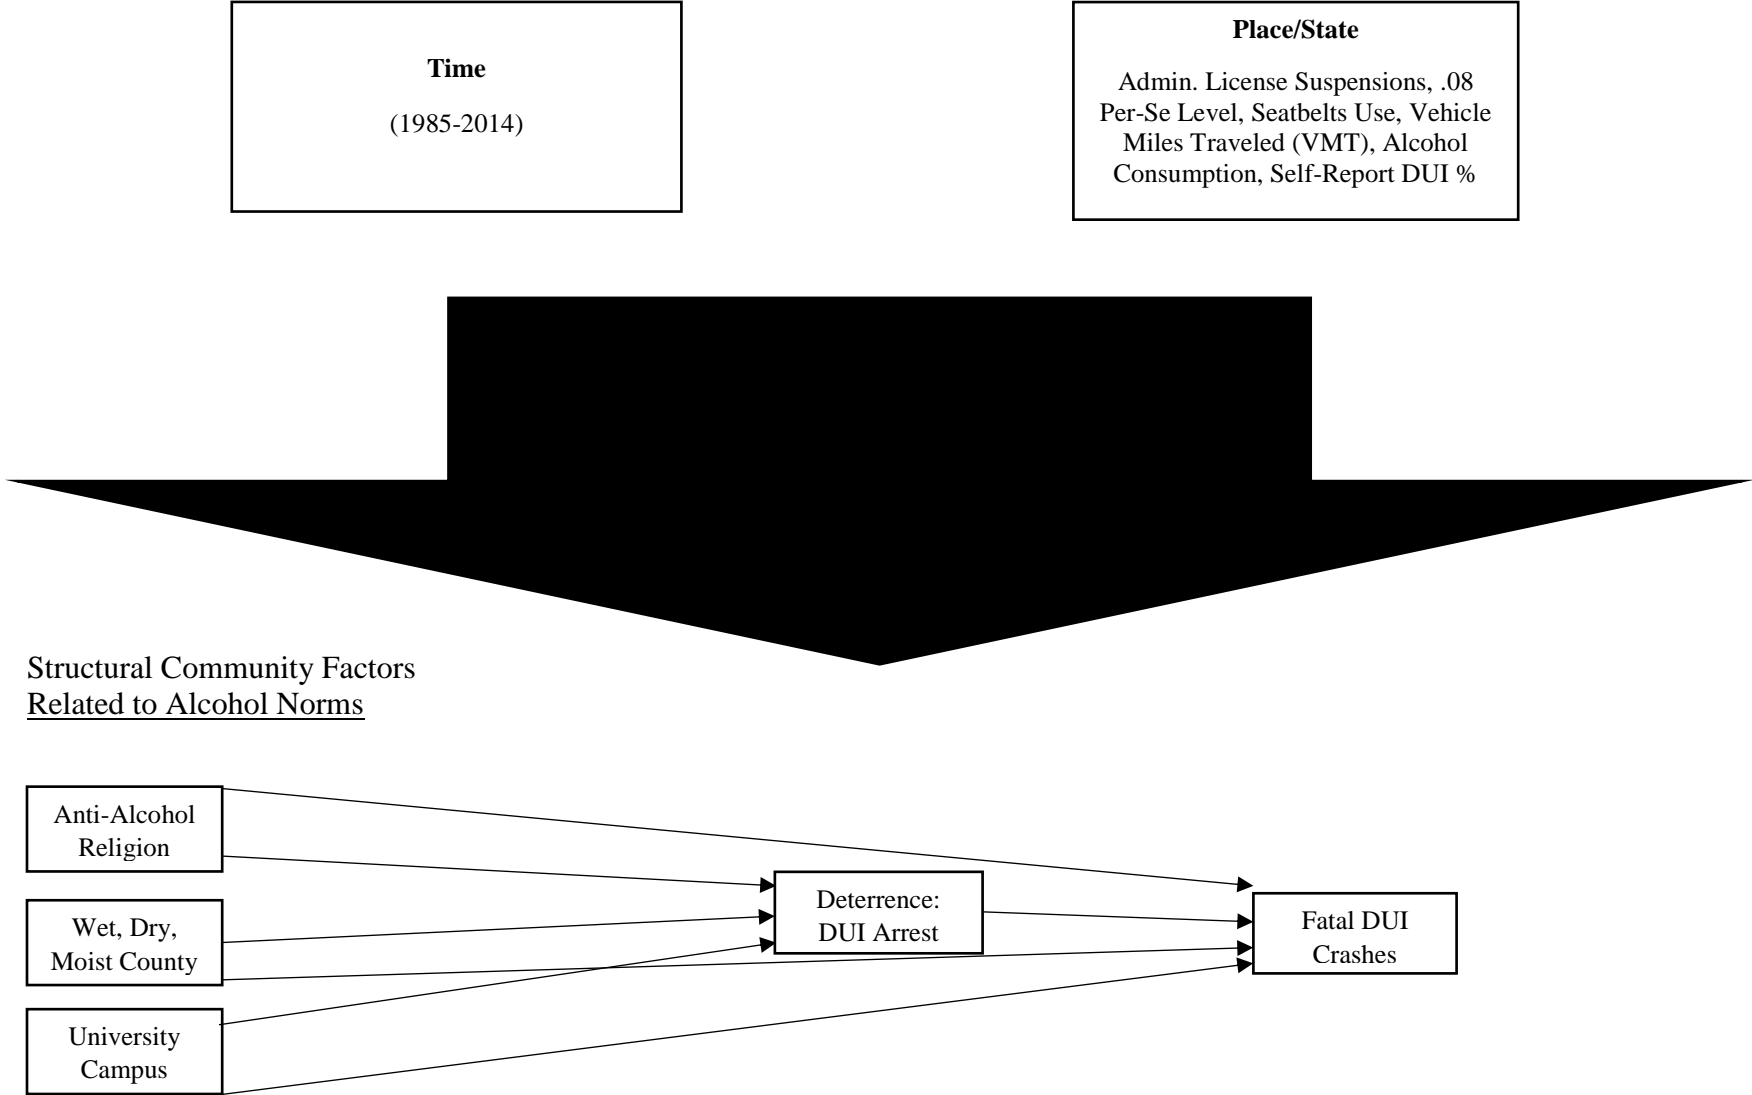 Time
(1985-2014)
Place/State
Admin. License Suspensions, .08
Per-Se Level, Seatbelts Use, Vehicle
Miles Traveled (VMT), Alcohol
Consumption, Self-Report DUI %
Structural Community Factors
Related to Alcohol Norms
Anti-Alcohol
Religion
Wet, Dry,
Moist County
University
Campus
Deterrence:
DUI Arrest
Fatal DUI
Crashes